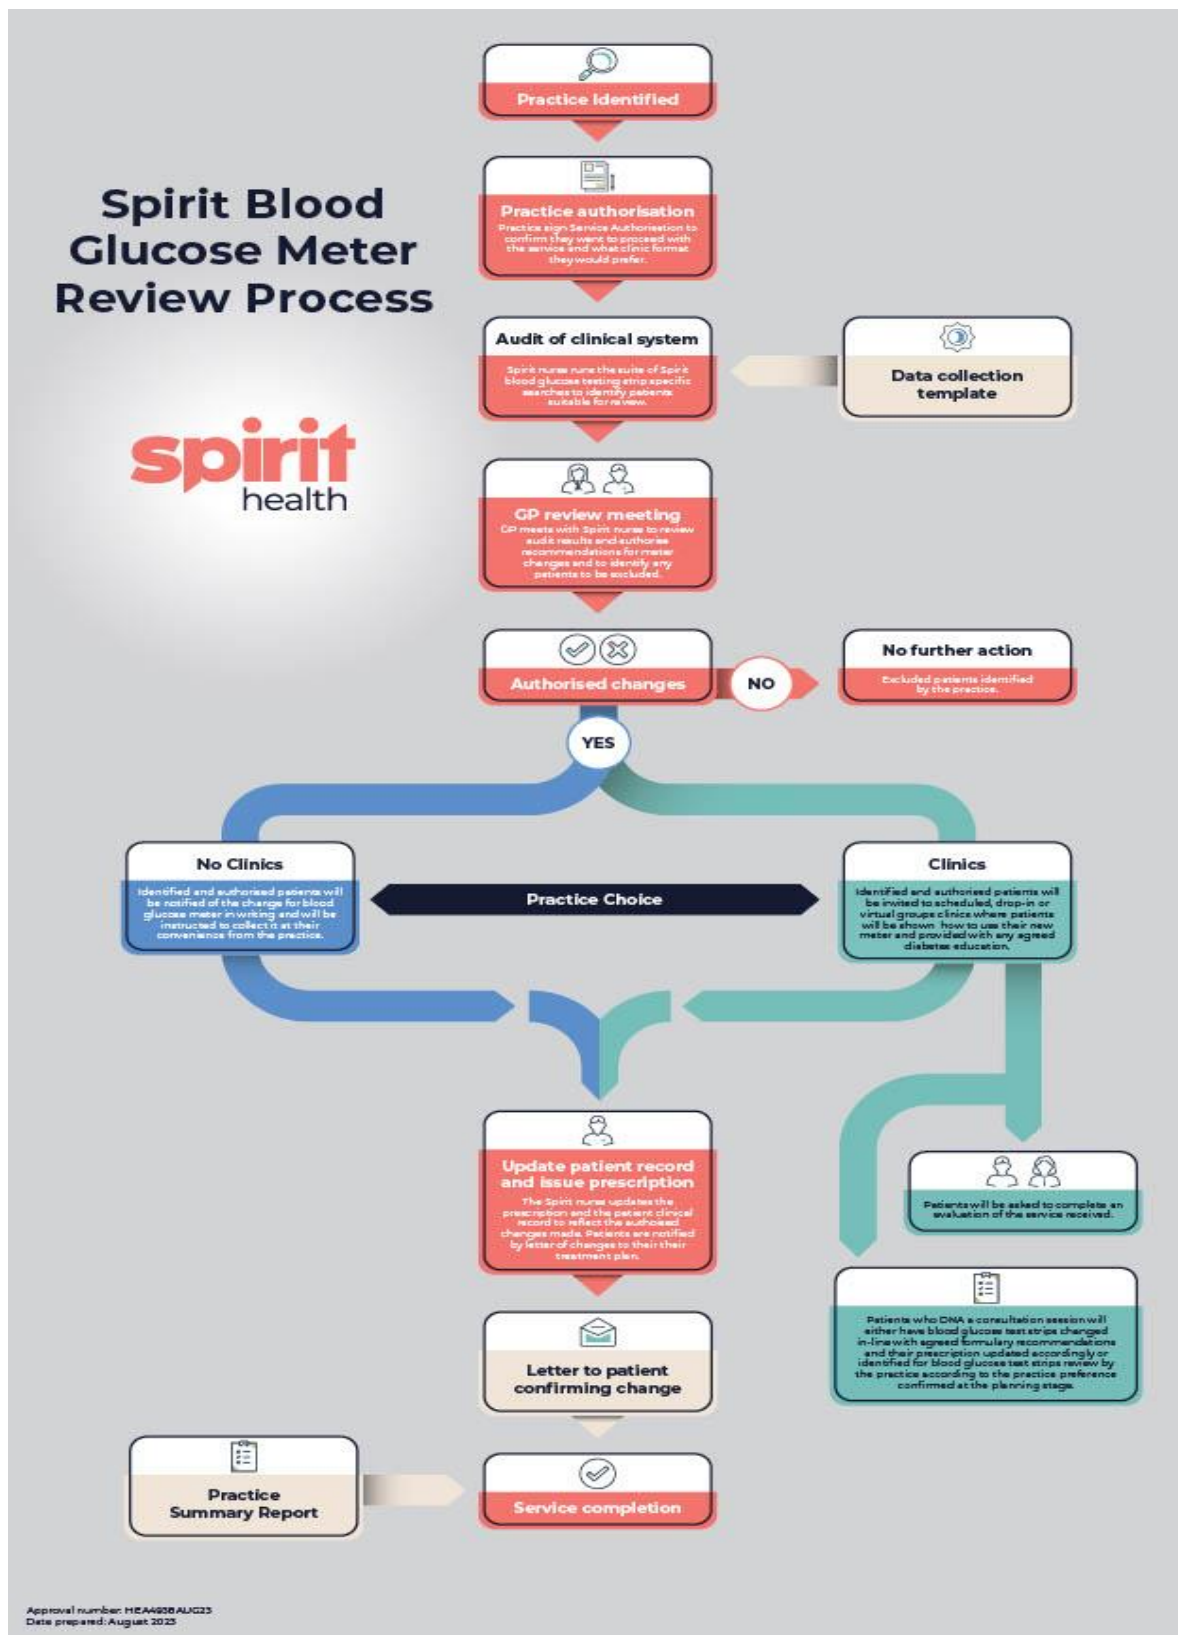 Practice Identified
Spirit Blood
Glucose Meter
Review Process
Practice authorisation
Practice sign Service Authorisation to
confirm they want to proceed with
the service and what clinic format
they would prefer.
Audit of clinical system
Spirit nurse runs the suite of Spirit
blood glucose testing strip specific
searches to identify patients
suitable for review.
Data collection
template
spirit
health
GP review meeting
GP meets with Spirit nurse to review
audit results and authorise
recommendations for meter
changes and to identify any
patients to be excluded.
Authorised changes
NO
No further action
Excluded patients identified
by the practice.
YES
No Clinics
Identified and authorised patients will
be notified of the change for blood
glucose meter in writing and will be
instructed to collect it at their
convenience from the practice.
Practice Choice
Clinics
Identified and authorised patients will
be invited to scheduled, drop-in or
virtual groups clinics where patients
will be shown how to use their new
meter and provided with any agreed
diabetes education.
Update patient record
and issue prescription
The Spirit nurse updates the
prescription and the patient clinical
record to reflect the authorised
changes made. Patients are notified
by letter of changes to their their
treatment plan.
Patients will be asked to complete an
evaluation of the service received.
Patients who DNA a consultation session will
either have blood glucose test strips changed
in-line with agreed formulary recommendations
and their prescription updated accordingly or
identified for blood glucose test strips review by
the practice according to the practice preference
confirmed at the planning stage.
Letter to patient
confirming change
Practice
Summary Report
Service completion
Approval number: HEA4938AUG23
Date prepared: August 2023